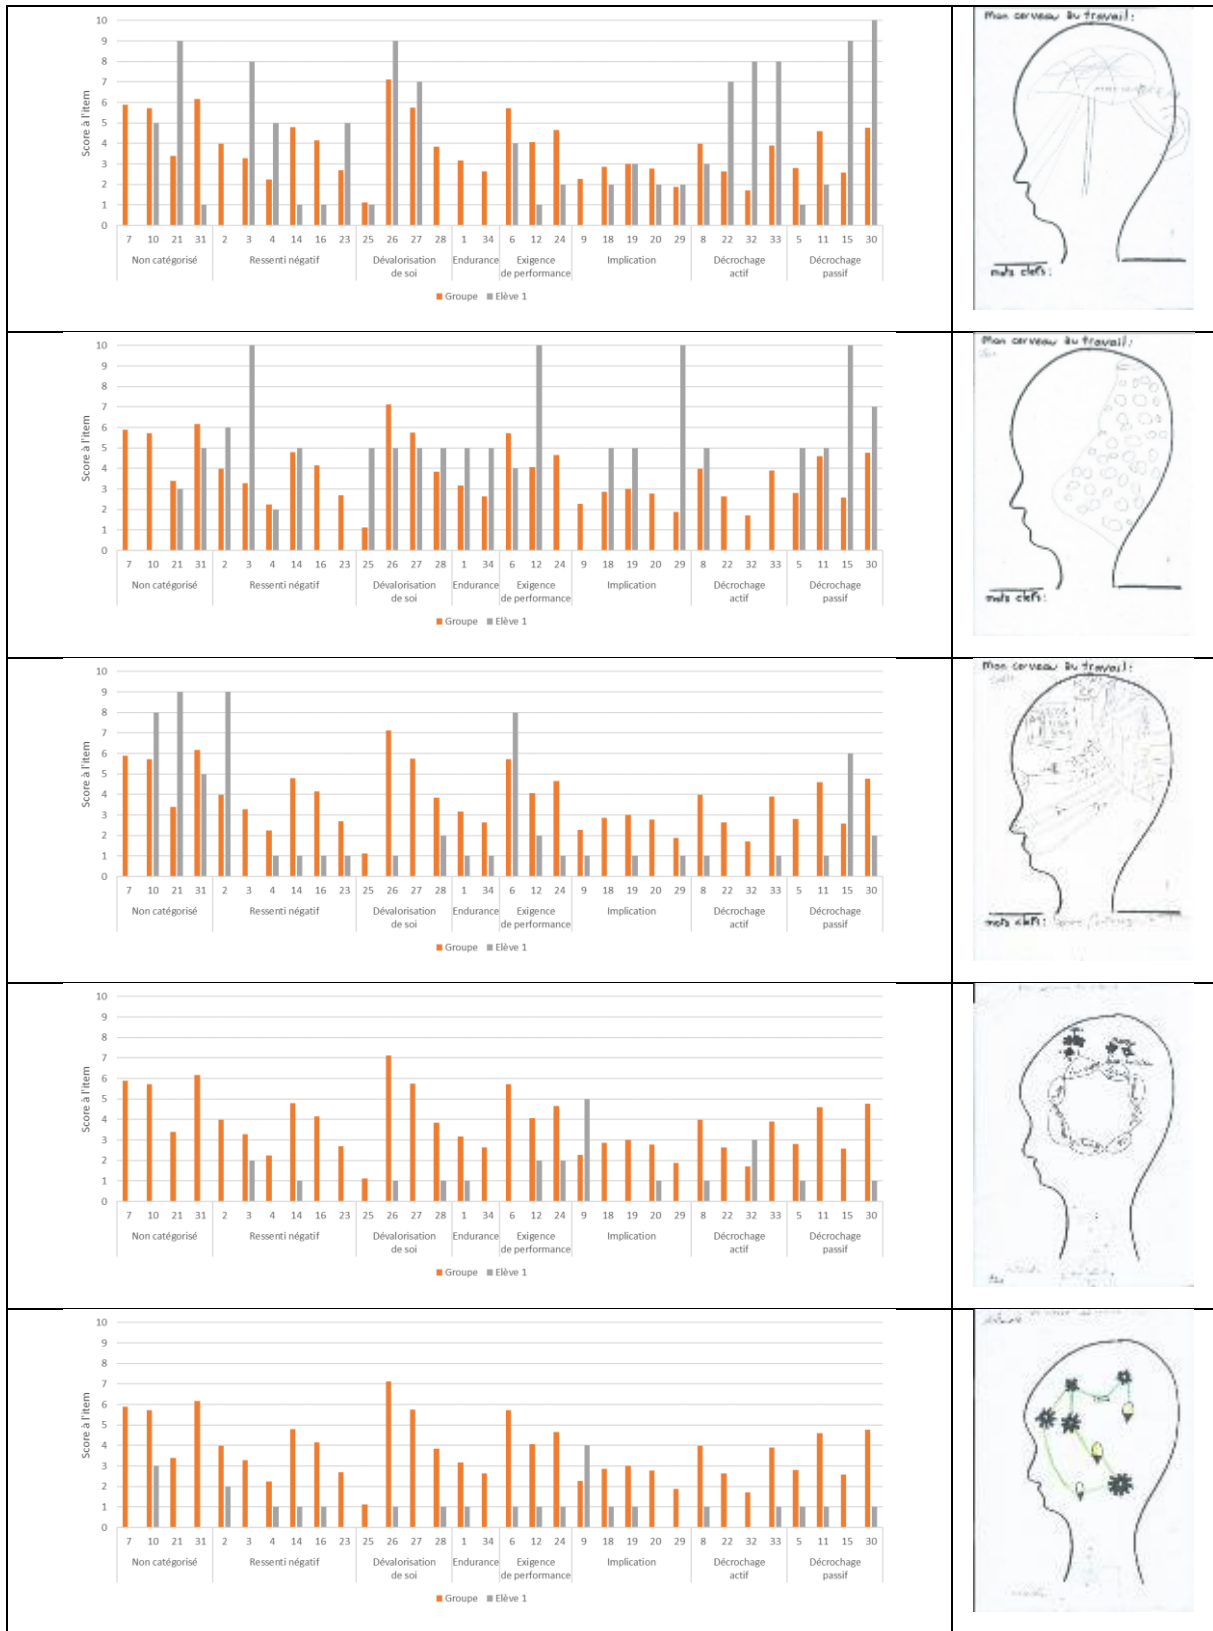 10
9
8
7
6
5
4
3
2
1
0
Score à l'item
7 10 21 31 2 3 4 14 16 23 25 26 27 28 1 34 6 12 24 9 18 19 20 29 8 22 32 33 5 11 15 30
Non catégorisé Ressenti négatif Dévalorisation Endurance Exigence Implication Décrochage Décrochage
de soi de performance actif passif
Groupe Elève 1
Mon cerveau au travail:
mots clefs:
10
9
8
7
6
5
4
3
2
1
0
Score à l'item
7 10 21 31 2 3 4 14 16 23 25 26 27 28 1 34 6 12 24 9 18 19 20 29 8 22 32 33 5 11 15 30
Non catégorisé Ressenti négatif Dévalorisation Endurance Exigence Implication Décrochage Décrochage
de soi de performance actif passif
Groupe Elève 1
Mon cerveau au travail:
mots clefs:
10
9
8
7
6
5
4
3
2
1
0
Score à l'item
7 10 21 31 2 3 4 14 16 23 25 26 27 28 1 34 6 12 24 9 18 19 20 29 8 22 32 33 5 11 15 30
Non catégorisé Ressenti négatif Dévalorisation Endurance Exigence Implication Décrochage Décrochage
de soi de performance actif passif
Groupe Elève 1
Mon cerveau au travail:
mots clefs:
10
9
8
7
6
5
4
3
2
1
0
Score à l'item
7 10 21 31 2 3 4 14 16 23 25 26 27 28 1 34 6 12 24 9 18 19 20 29 8 22 32 33 5 11 15 30
Non catégorisé Ressenti négatif Dévalorisation Endurance Exigence Implication Décrochage Décrochage
de soi de performance actif passif
Groupe Elève 1
10
9
8
7
6
5
4
3
2
1
0
Score à l'item
7 10 21 31 2 3 4 14 16 23 25 26 27 28 1 34 6 12 24 9 18 19 20 29 8 22 32 33 5 11 15 30
Non catégorisé Ressenti négatif Dévalorisation Endurance Exigence Implication Décrochage Décrochage
de soi de performance actif passif
Groupe Elève 1